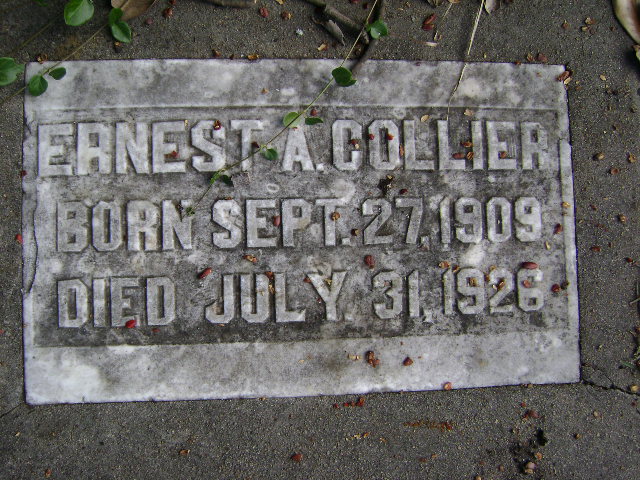 ERNEST A. COLLIER
BORN SEPT. 27, 1909
DIED JULY. 31, 1926